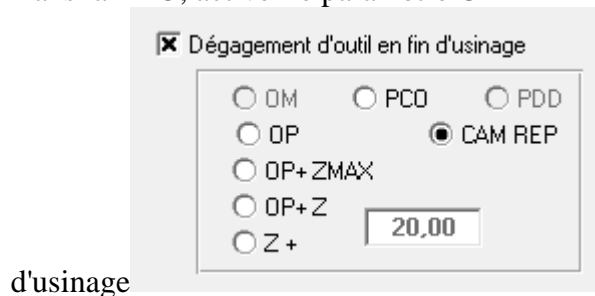 Dégagement d'outil en fin d'usinage
OM PCO PDD
OP CAM REP
OP+ZMAX
OP+Z
20,00
Z+
d'usinage